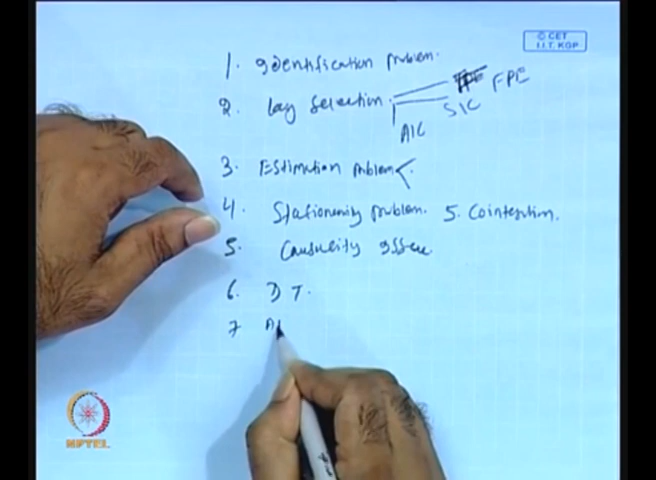 © CET
I.I.T. KGP
1. Identification problem.
2. Lag Selection. FPE
SIC
AIC
3. Estimation problem
4. Stationarity problem. 5. Cointegration.
5. Causality issue
6. D T.
7
NPTEL